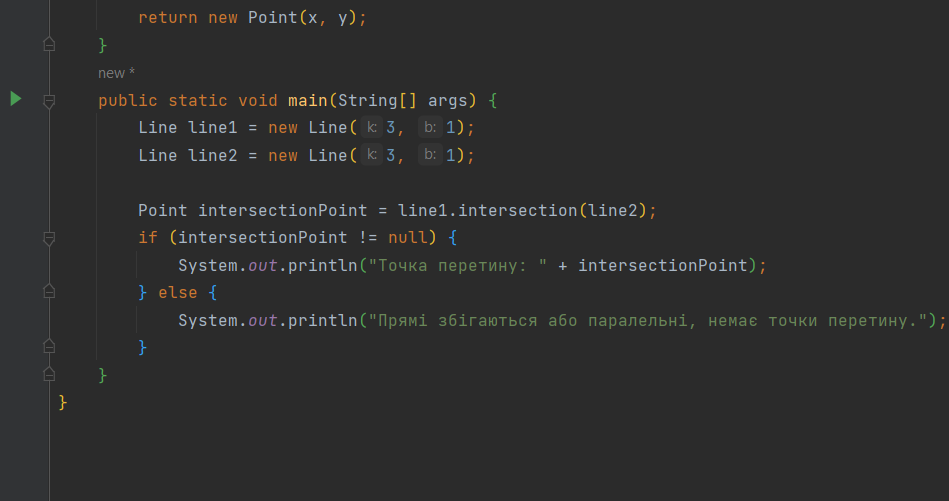 return new Point(x, y);
}
new *
public static void main(String[] args) {
Line line1 = new Line( k: 3, b: 1);
Line line2 = new Line( k: 3, b: 1);
Point intersectionPoint = line1.intersection(line2);
if (intersectionPoint != null) {
System.out.println("Точка перетину: " + intersectionPoint);
} else {
System.out.println("Прямі збігаються або паралельні, немає точки перетину.");
}
}
}